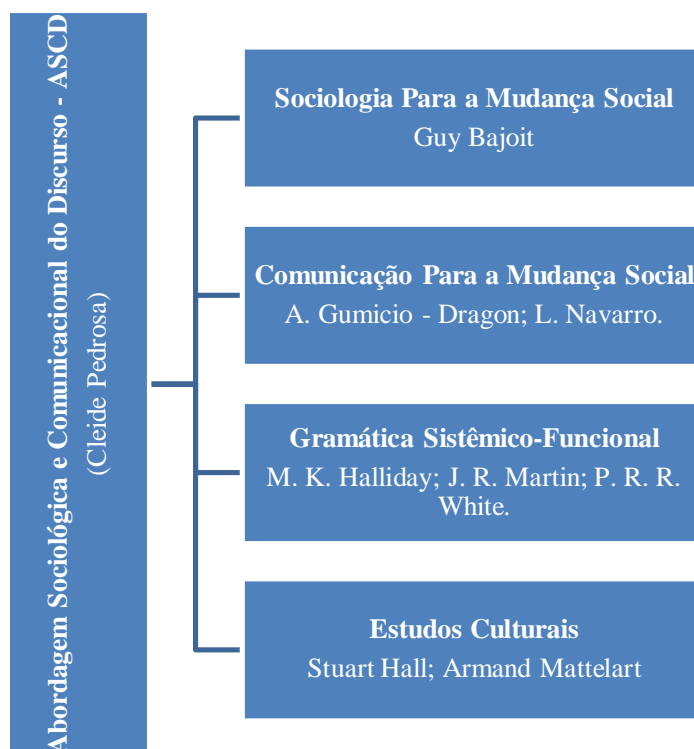 Abordagem Sociológica e Comunicacional do Discurso - ASCD
(Cleide Pedrosa)
Sociologia Para a Mudança Social
Guy Bajoit
Comunicação Para a Mudança Social
A. Gumicio - Dragon; L. Navarro.
Gramática Sistêmico-Funcional
M. K. Halliday; J. R. Martin; P. R. R.
White.
Estudos Culturais
Stuart Hall; Armand Mattelart